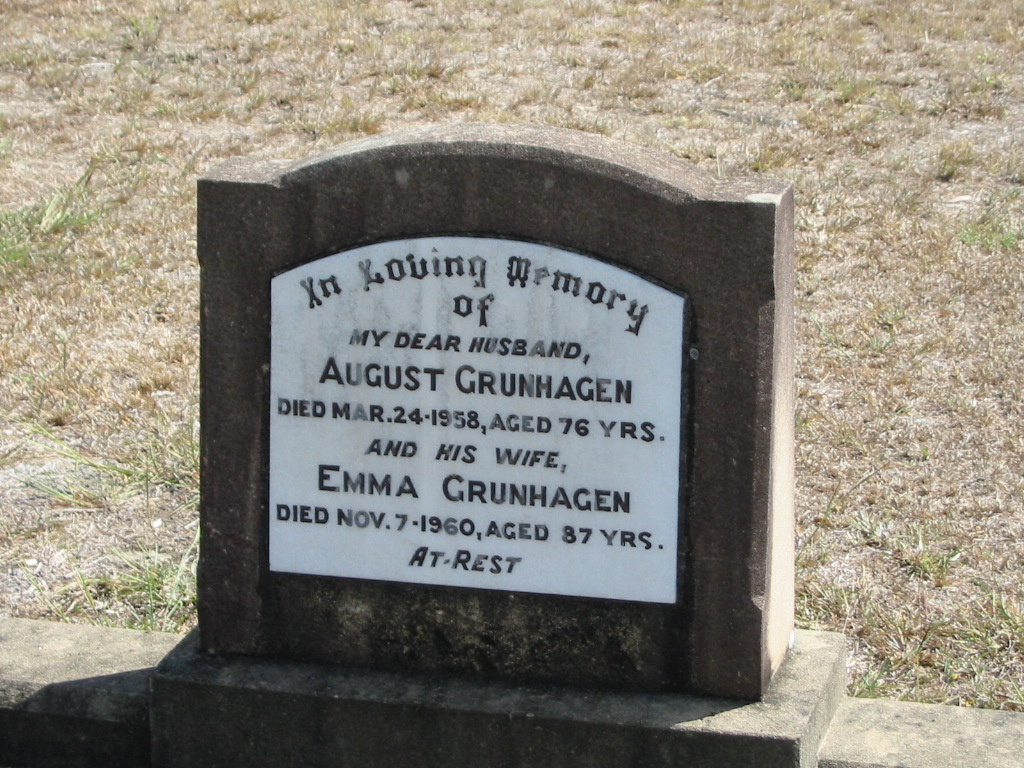 In Loving Memory
of
MY DEAR HUSBAND,
AUGUST GRUNHAGEN
DIED MAR.24-1958, AGED 76 YRS.
AND HIS WIFE,
EMMA GRUNHAGEN
DIED NOV.7-1960, AGED 87 YRS.
AT-REST